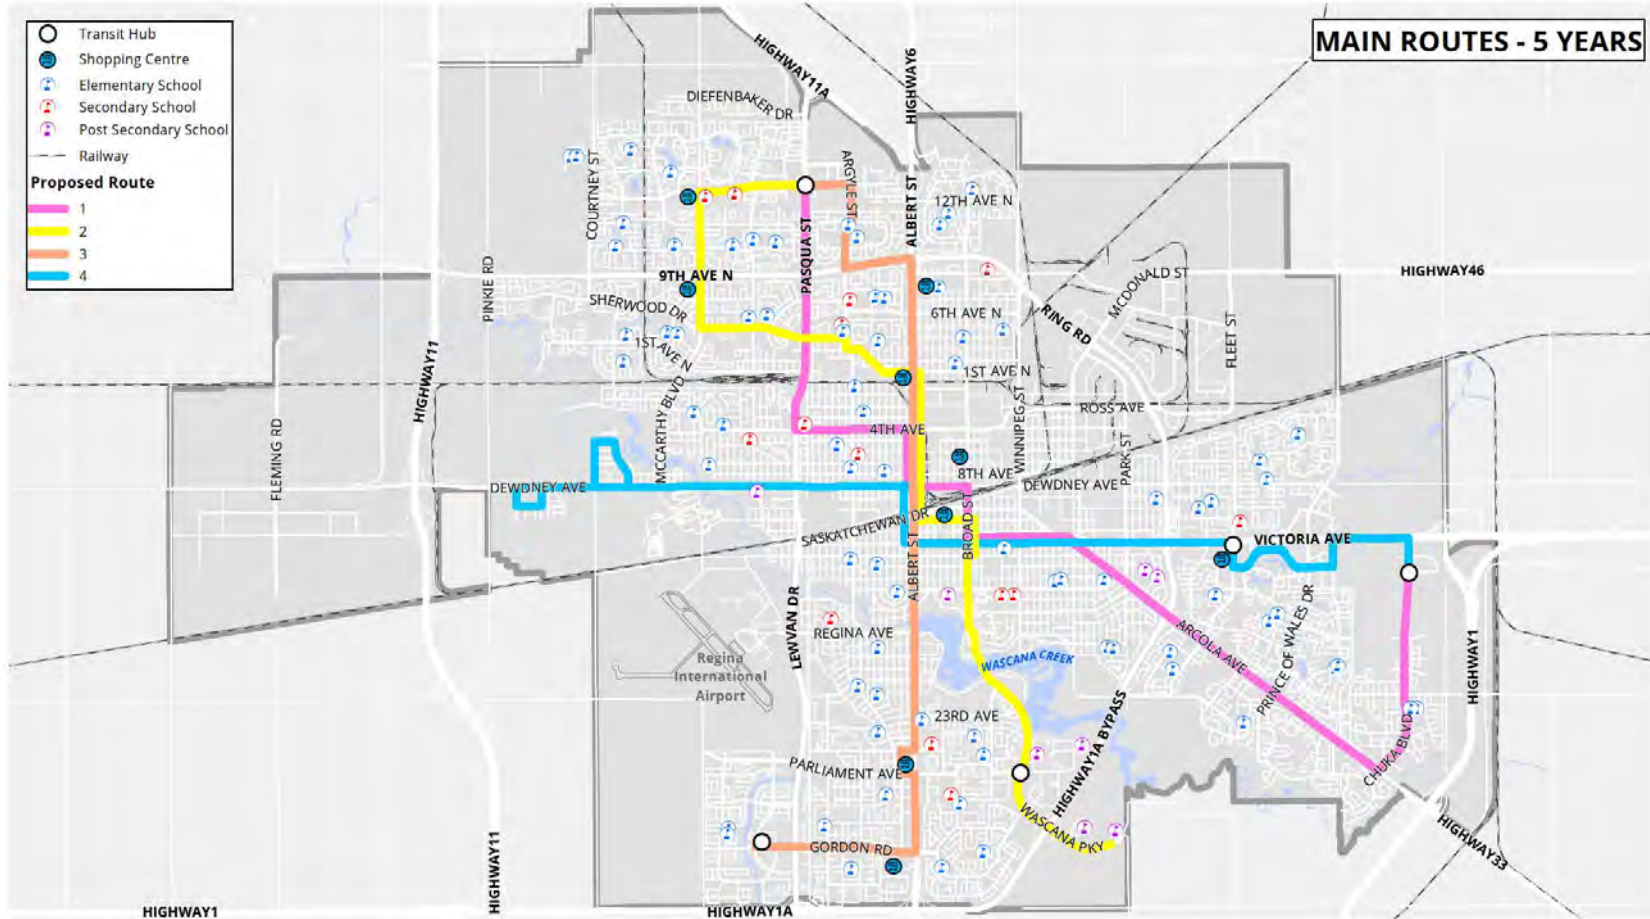 MAIN ROUTES - 5 YEARS
Transit Hub
Shopping Centre
Elementary School
Secondary School
Post Secondary School
Railway
Proposed Route
1
2
3
4
HIGHWAY11A
HIGHWAY6
DIEFENBAKER DR
COURTNEY ST
ARGYLE ST
ALBERT ST
12TH AVE N
PASQUA ST
PINKIE RD
9TH AVE N
SHERWOOD DR
6TH AVE N
RING RD
MCDONALD ST
HIGHWAY46
FLEET ST
1ST AVE N
1ST AVE N
HIGHWAY11
MCCARTHY BLVD
WINNIPEG ST
ROSS AVE
FLEMING RD
4TH AVE
PARK ST
8TH AVE
DEWDNEY AVE
DEWDNEY AVE
SASKATCHEWAN DR
BROAD ST
VICTORIA AVE
ALBERT ST
LEWVAN DR
REGINA AVE
Regina
International
Airport
WASCANA CREEK
ARCOLA AVE
PRINCE OF WALES DR
HIGHWAY1
23RD AVE
HIGHWAY1A BYPASS
PARLIAMENT AVE
CHUKA BLVD
WASCANA PKY
GORDON RD
HIGHWAY33
HIGHWAY11
HIGHWAY1
HIGHWAY1A